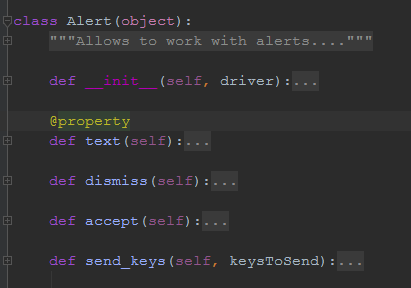 class Alert(object):
"""Allows to work with alerts...."""
def __init__(self, driver):...
@property
def text(self):...
def dismiss(self):...
def accept(self):...
def send_keys(self, keysToSend):...